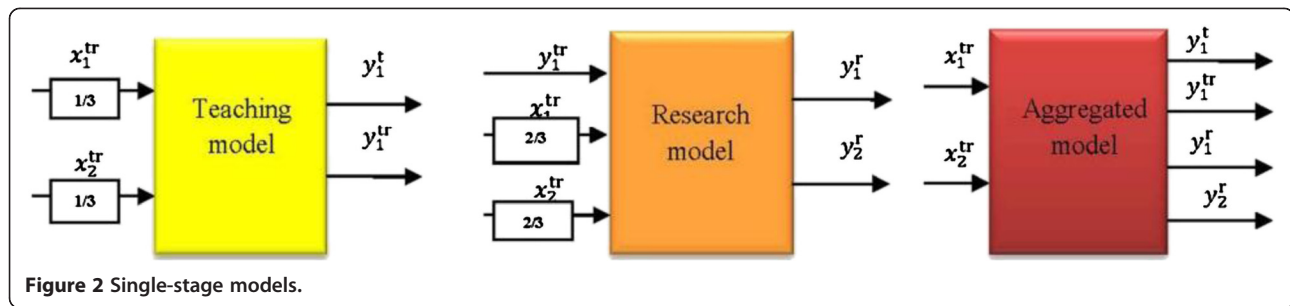 x₁ᵗʳ
1/3
x₂ᵗʳ
1/3
Teaching
model
y₁ᵗ
y₁ᵗʳ
y₁ᵗʳ
x₁ᵗʳ
2/3
x₂ᵗʳ
2/3
Research
model
y₁ʳ
y₂ʳ
x₁ᵗʳ
x₂ᵗʳ
Aggregated
model
y₁ᵗ
y₁ᵗʳ
y₁ʳ
y₂ʳ
Figure 2 Single-stage models.